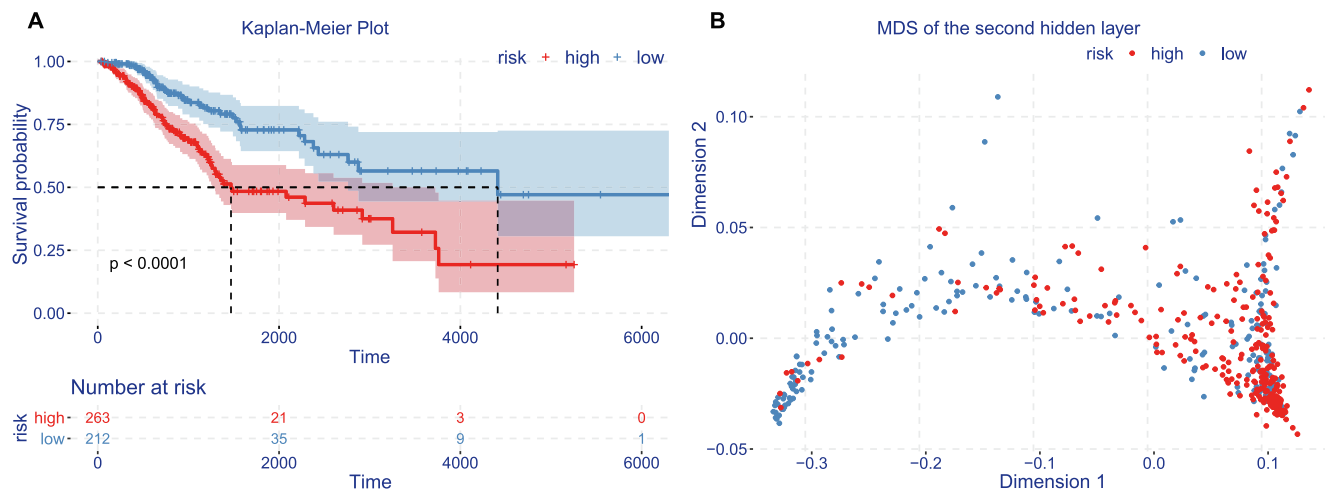 A
Kaplan-Meier Plot
risk high low
1.00
0.75
0.50
0.25
0.00
Survival probability
p < 0.0001
0 2000 4000 6000
Time
Number at risk
risk
high 263 21 3 0
low 212 35 9 1
0 2000 4000 6000
Time
B
MDS of the second hidden layer
risk high low
0.10
0.05
0.00
−0.05
Dimension 2
−0.3 −0.2 −0.1 0.0 0.1
Dimension 1